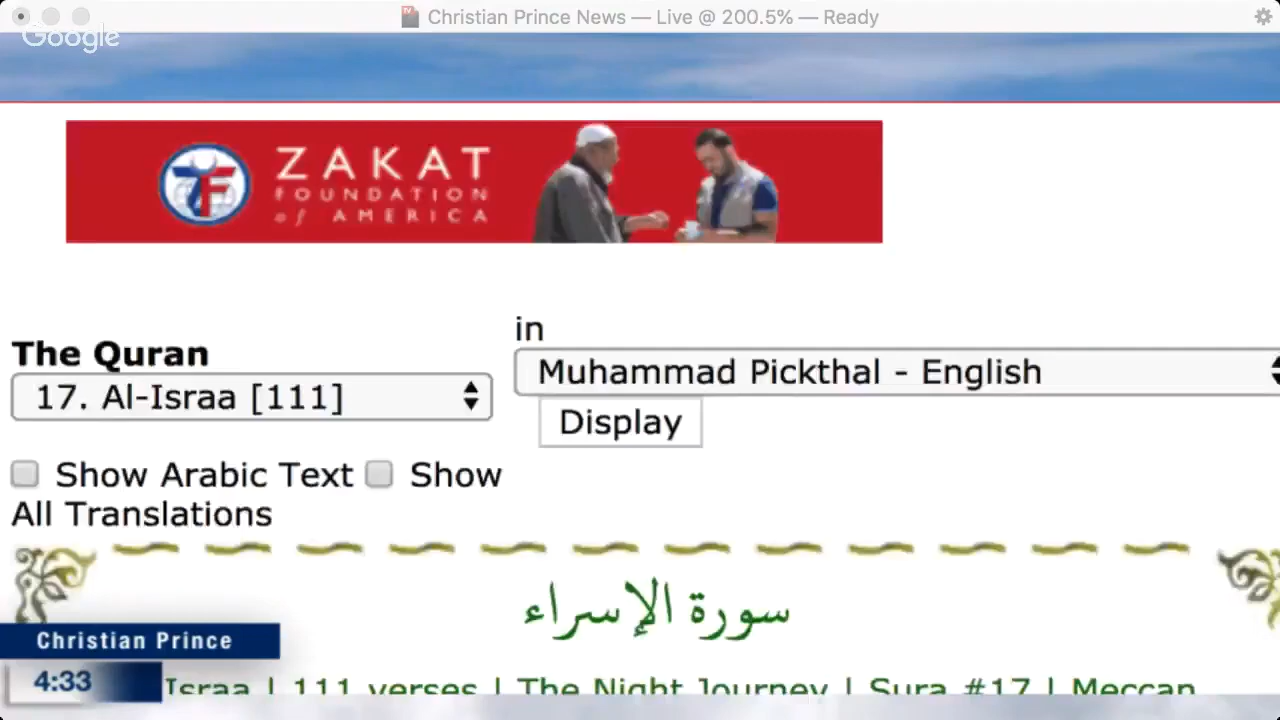 Christian Prince News — Live @ 200.5% — Ready
Google
ZAKAT
FOUNDATION
of AMERICA
in
The Quran
Muhammad Pickthal - English
17. Al-Israa [111]
Display
Show Arabic Text Show
All Translations
سورة الإسراء
Christian Prince
4:33
Israa | 111 verses | The Night Journey | Sura #17 | Meccan